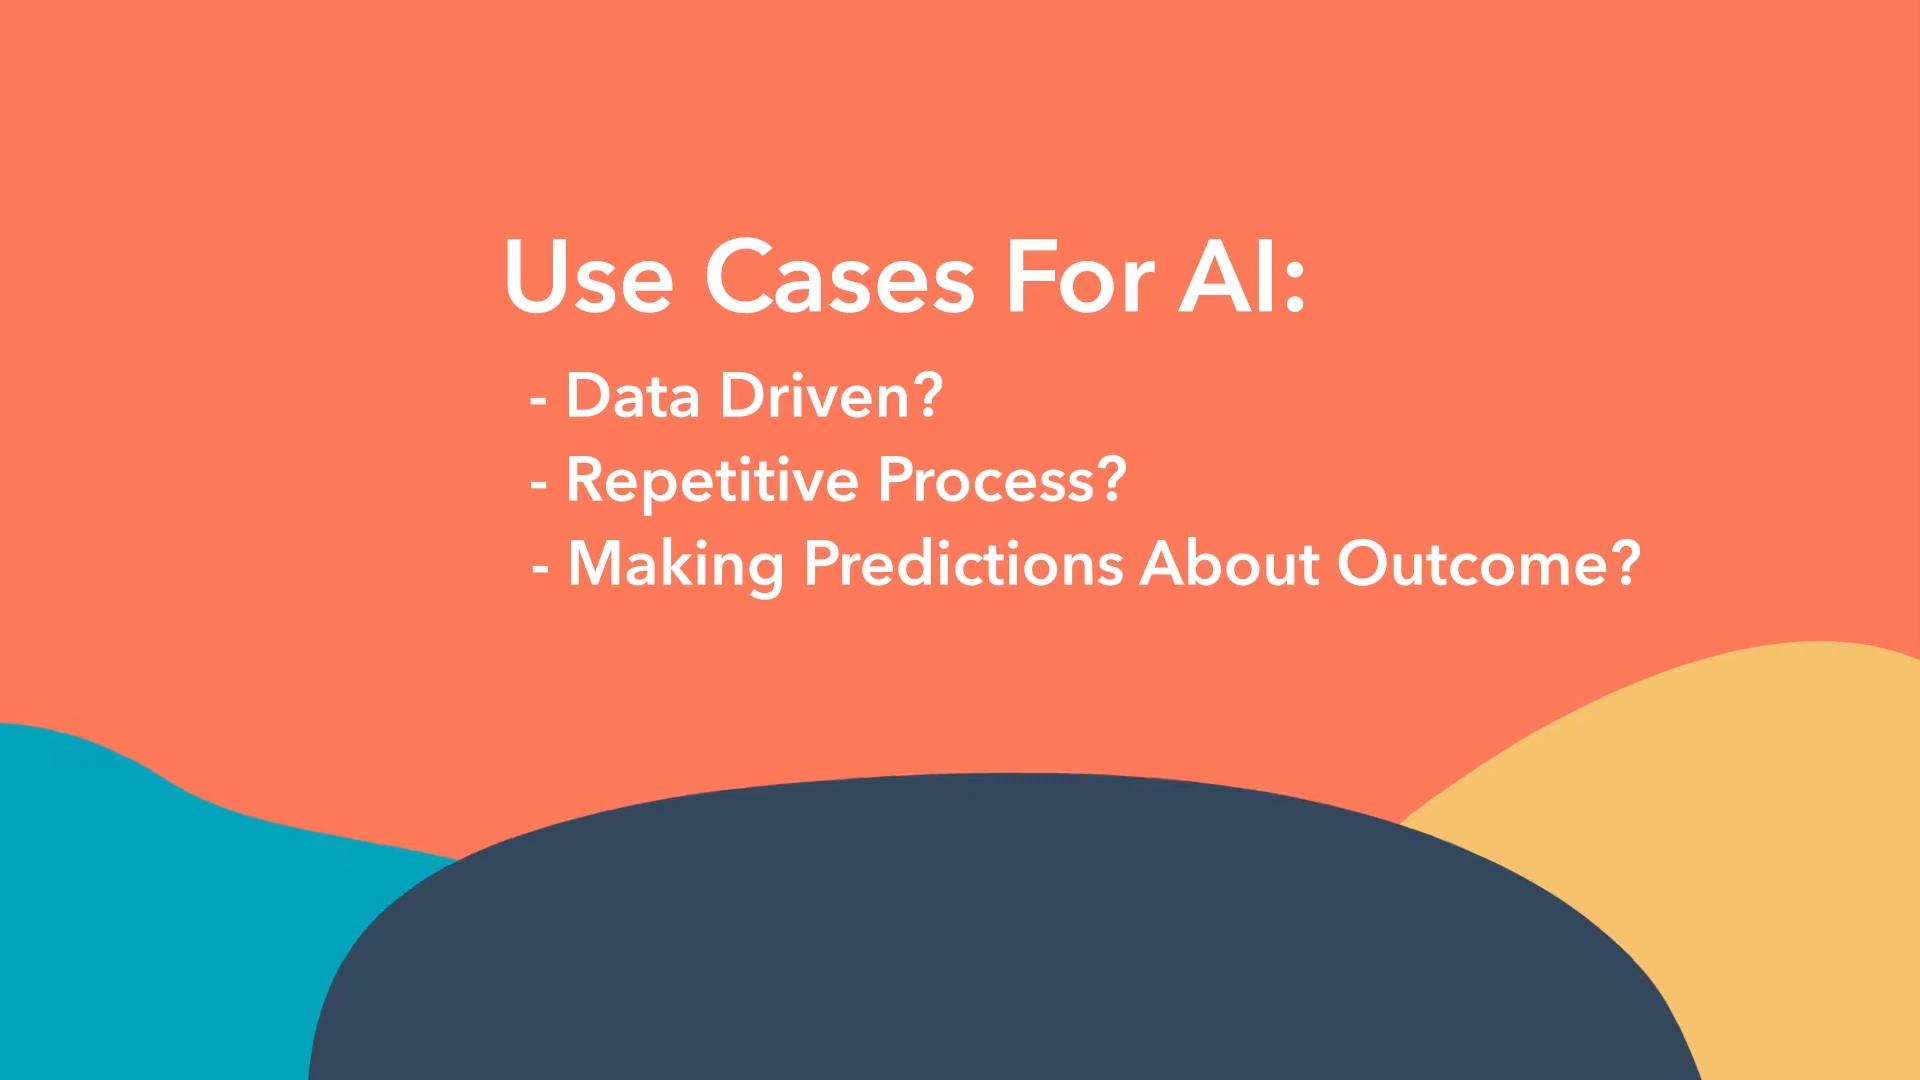 Use Cases For AI:
- Data Driven?
- Repetitive Process?
- Making Predictions About Outcome?